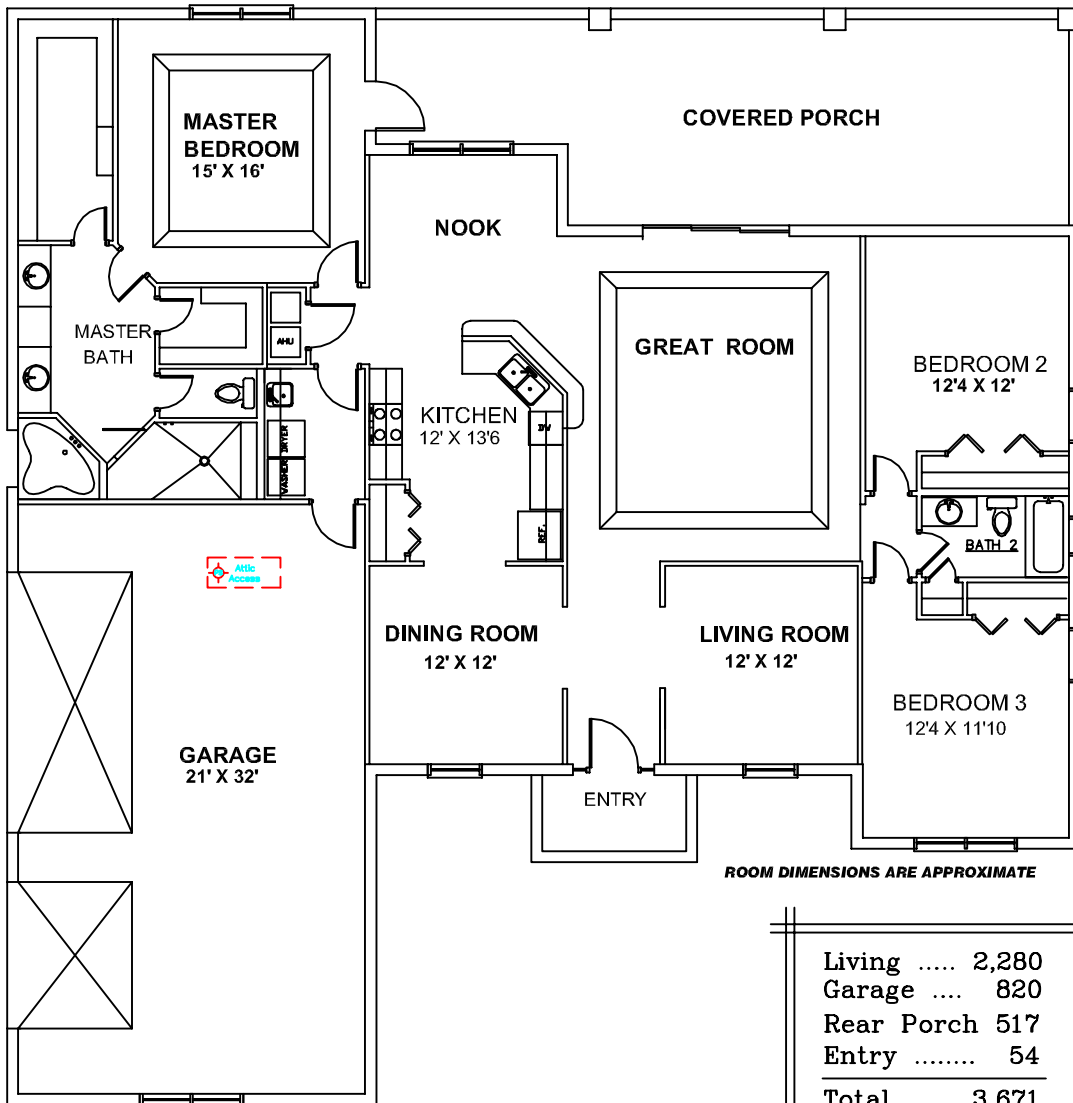 MASTER
BEDROOM
15' X 16'
COVERED PORCH
NOOK
MASTER
BATH
AHU
GREAT ROOM
BEDROOM 2
12'4 X 12'
KITCHEN
12' X 13'6
DW
WASHER DRYER
REF.
BATH 2
Attic
Access
DINING ROOM
12' X 12'
LIVING ROOM
12' X 12'
BEDROOM 3
12'4 X 11'10
GARAGE
21' X 32'
ENTRY
ROOM DIMENSIONS ARE APPROXIMATE
Living ..... 2,280
Garage .... 820
Rear Porch 517
Entry ........ 54
Total 3,671